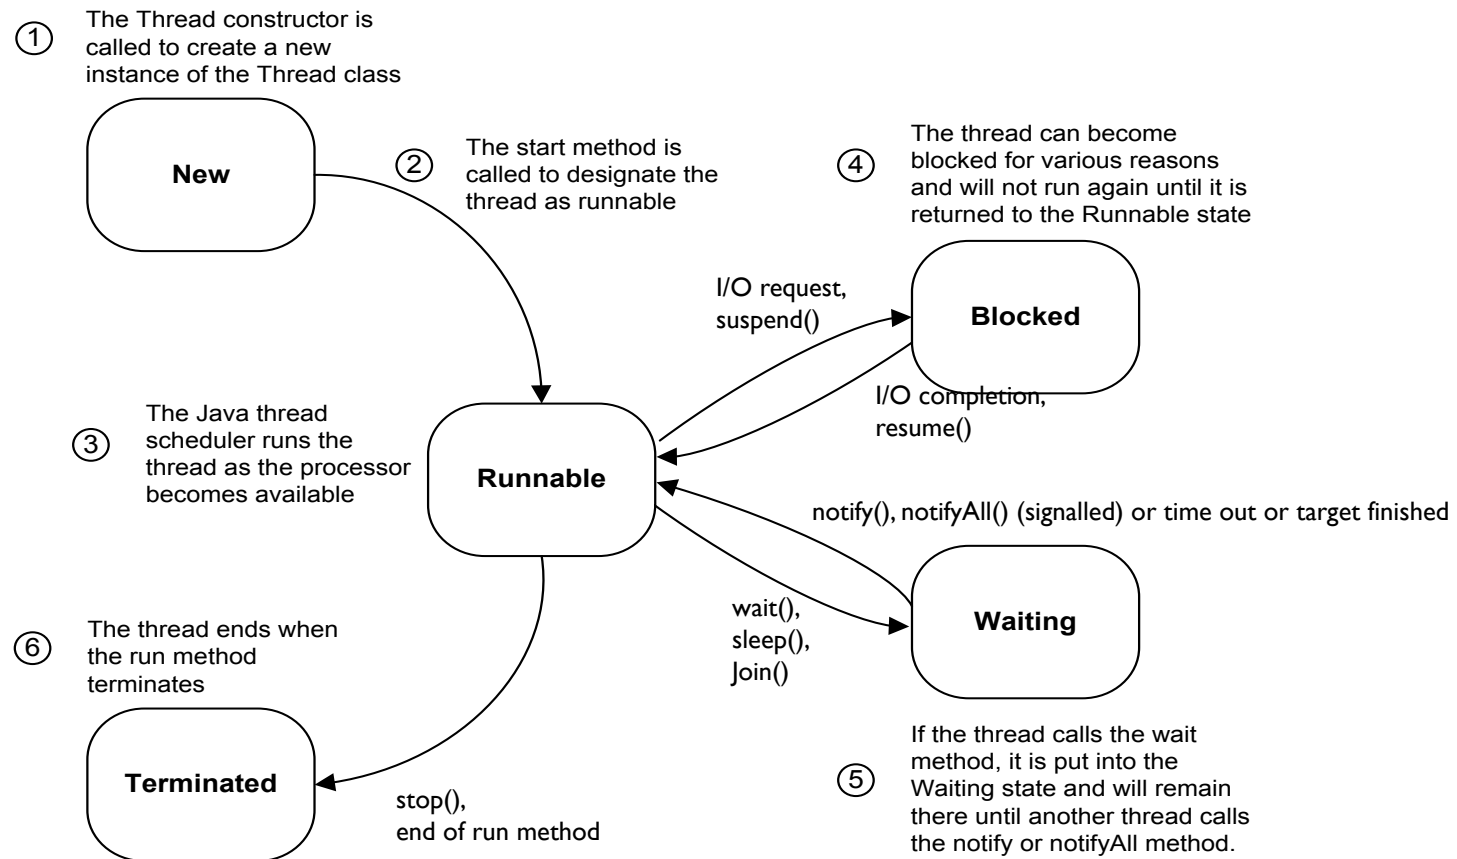 ①
The Thread constructor is
called to create a new
instance of the Thread class
New
②
The start method is
called to designate the
thread as runnable
④
The thread can become
blocked for various reasons
and will not run again until it is
returned to the Runnable state
I/O request,
suspend()
Blocked
I/O completion,
resume()
③
The Java thread
scheduler runs the
thread as the processor
becomes available
Runnable
notify(), notifyAll() (signalled) or time out or target finished
wait(),
sleep(),
Join()
Waiting
⑥
The thread ends when
the run method
terminates
Terminated
stop(),
end of run method
⑤
If the thread calls the wait
method, it is put into the
Waiting state and will remain
there until another thread calls
the notify or notifyAll method.